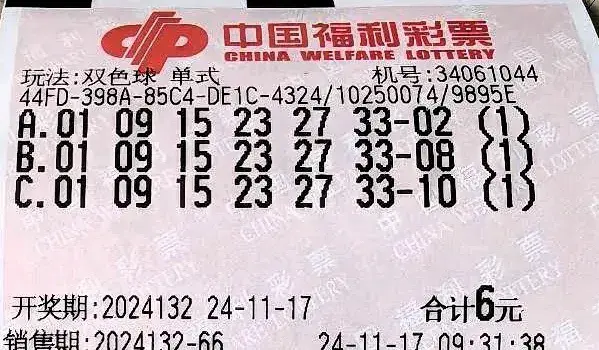 中国福利彩票
CHINA WELFARE LOTTERY
玩法:双色球 单式 机号:34061044
44FD-398A-85C4-DE1C-4324/10250074/9895E
A.01 09 15 23 27 33-02 (1)
B.01 09 15 23 27 33-08 (1)
C.01 09 15 23 27 33-10 (1)
开奖期:2024132 24-11-17 合计6元
销售期:2024132-66 24-11-17 09:31:38